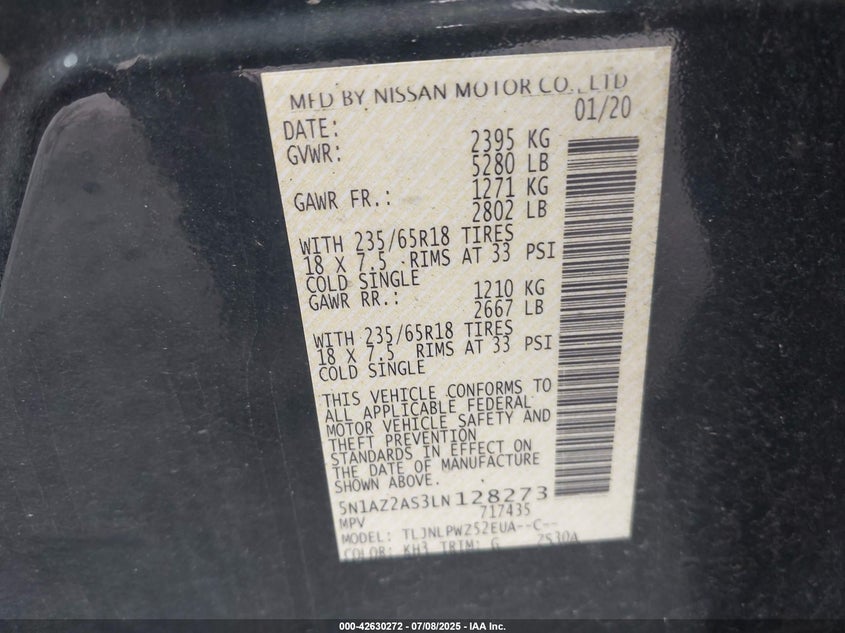 MFD BY NISSAN MOTOR CO., LTD
DATE: 01/20
GVWR: 2395 KG
5280 LB
GAWR FR.: 1271 KG
2802 LB
WITH 235/65R18 TIRES
18 X 7.5 RIMS AT 33 PSI
COLD SINGLE
GAWR RR.: 1210 KG
2667 LB
WITH 235/65R18 TIRES
18 X 7.5 RIMS AT 33 PSI
COLD SINGLE
THIS VEHICLE CONFORMS TO
ALL APPLICABLE FEDERAL
MOTOR VEHICLE SAFETY AND
THEFT PREVENTION
STANDARDS IN EFFECT ON
THE DATE OF MANUFACTURE
SHOWN ABOVE.
5N1AZ2AS3LN128273
MPV 717435
MODEL: TLJNLPWZ52EUA--C--
COLOR: KH3 TRIM: G 2S30A
000-42630272 - 07/08/2025 - IAA Inc.